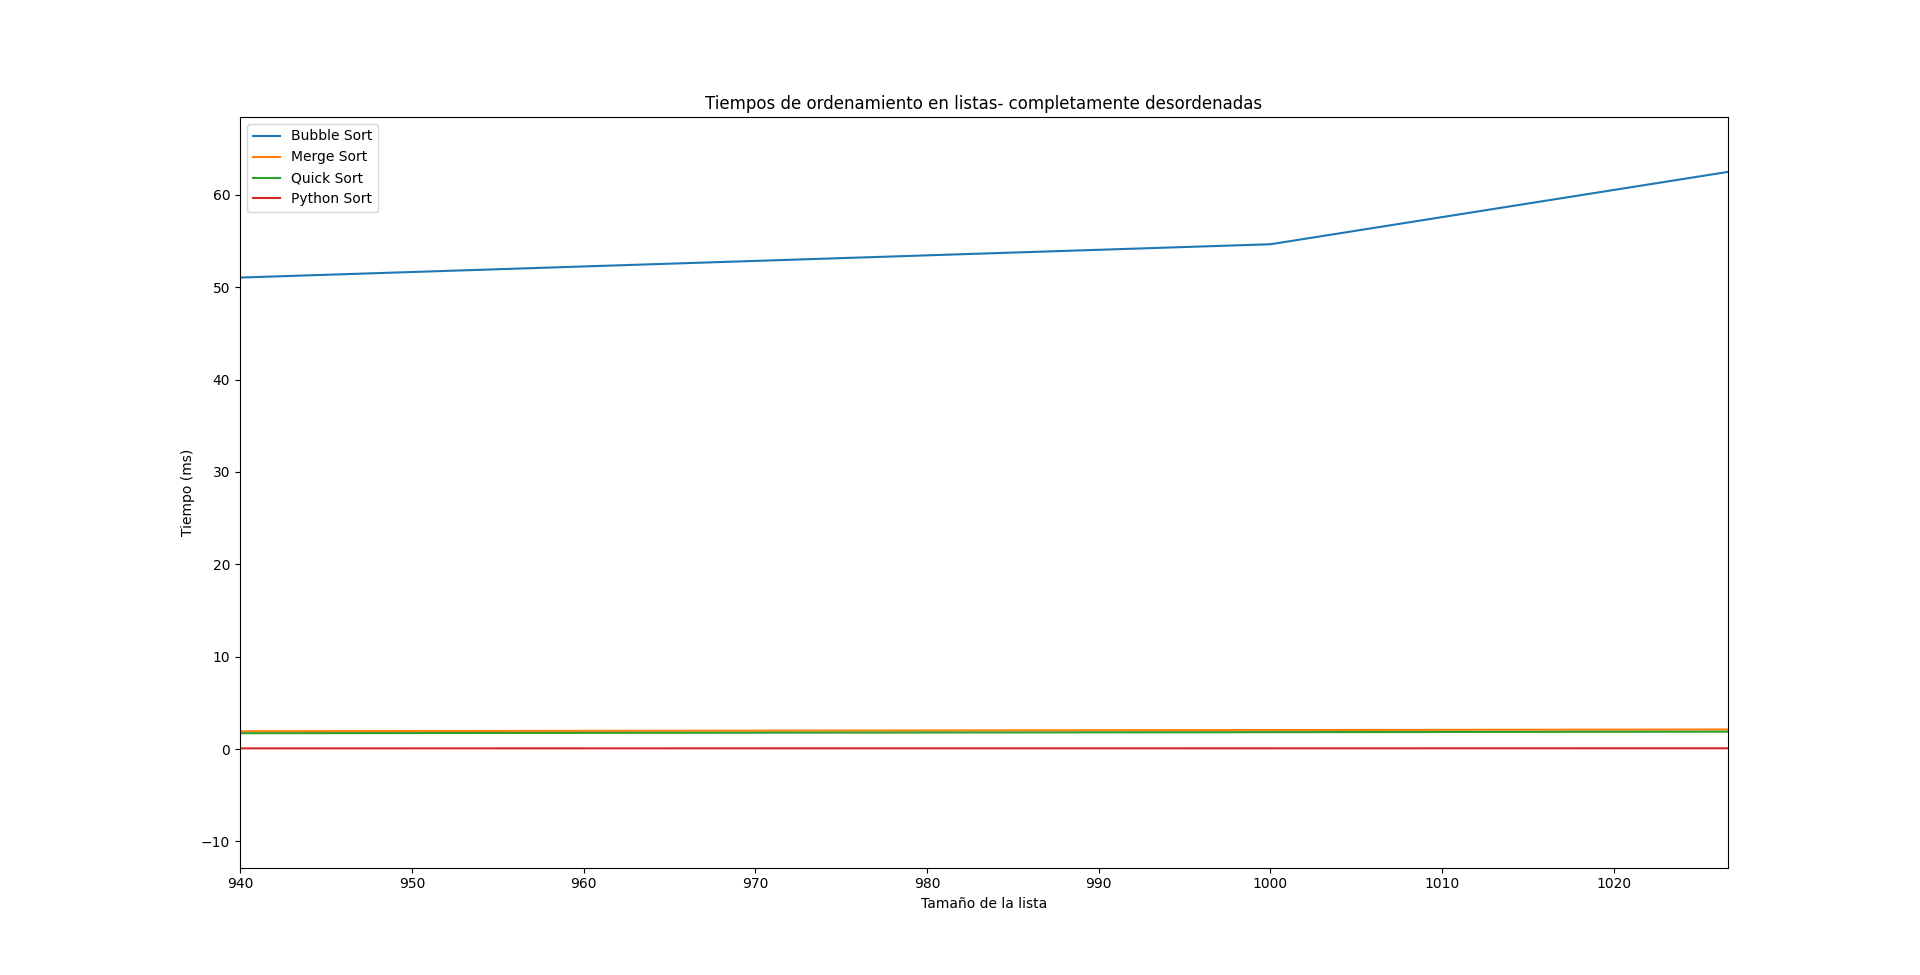 Tiempos de ordenamiento en listas- completamente desordenadas
Bubble Sort
Merge Sort
Quick Sort
Python Sort
60
50
40
30
20
10
0
−10
Tiempo (ms)
940 950 960 970 980 990 1000 1010 1020
Tamaño de la lista